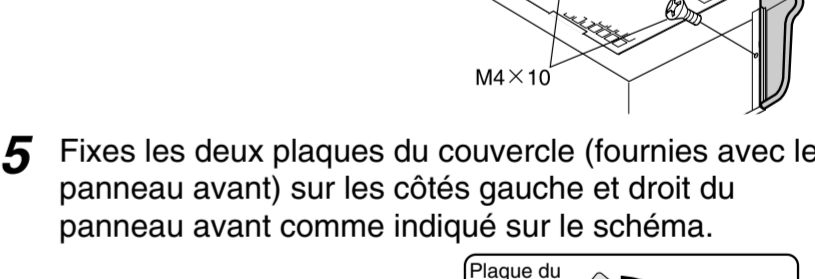 M4×10
5 Fixes les deux plaques du couvercle (fournies avec le
panneau avant) sur les côtés gauche et droit du
panneau avant comme indiqué sur le schéma.
Plaque du